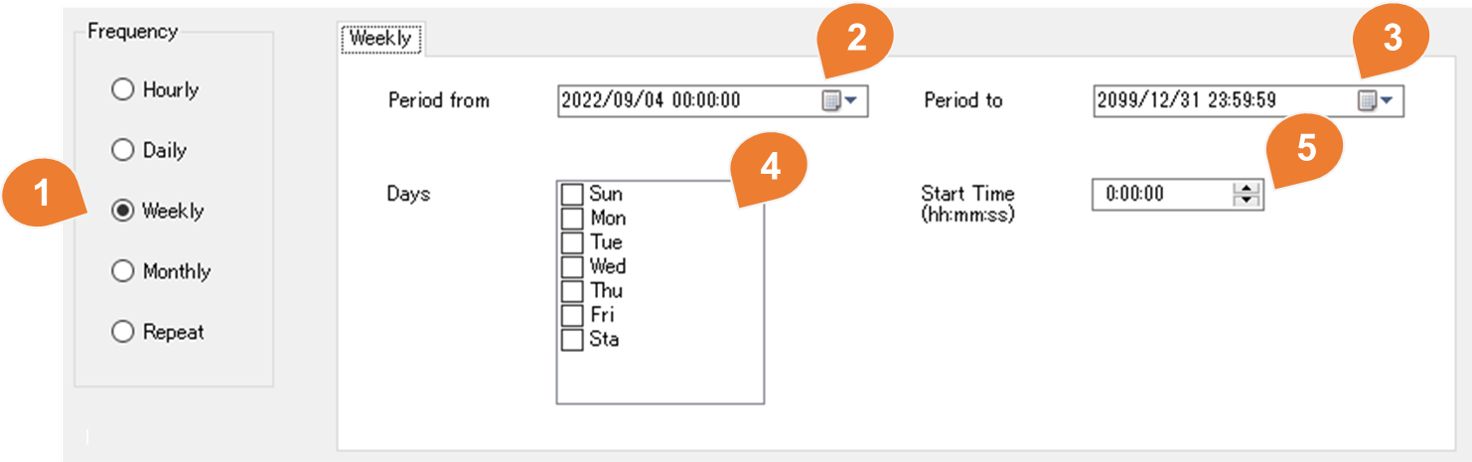 Frequency
Hourly
Daily
1
Weekly
Monthly
Repeat
Weekly
2
3
Period from
2022/09/04 00:00:00
Period to
2099/12/31 23:59:59
4
5
Days
Sun
Mon
Tue
Wed
Thu
Fri
Sta
Start Time
(hh:mm:ss)
0:00:00